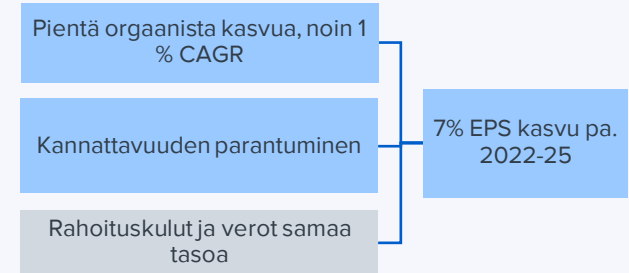 Pientä orgaanista kasvua, noin 1
% CAGR
Kannattavuuden parantuminen
7% EPS kasvu pa.
2022-25
Rahoituskulut ja verot samaa
tasoa